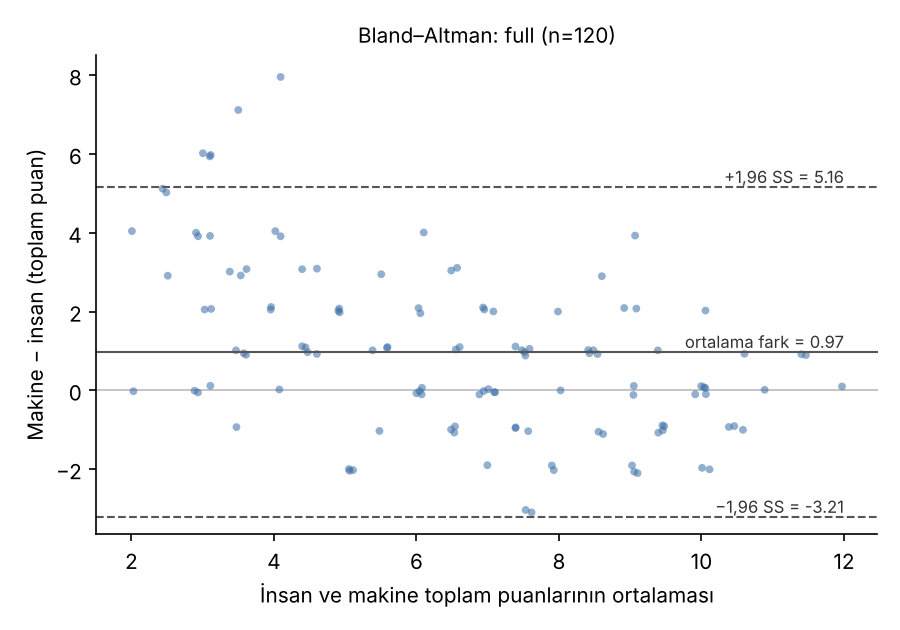 Bland–Altman: full (n=120)
Makine − insan (toplam puan)
8
6
4
2
0
−2
+1,96 SS = 5.16
ortalama fark = 0.97
−1,96 SS = -3.21
2 4 6 8 10 12
İnsan ve makine toplam puanlarının ortalaması